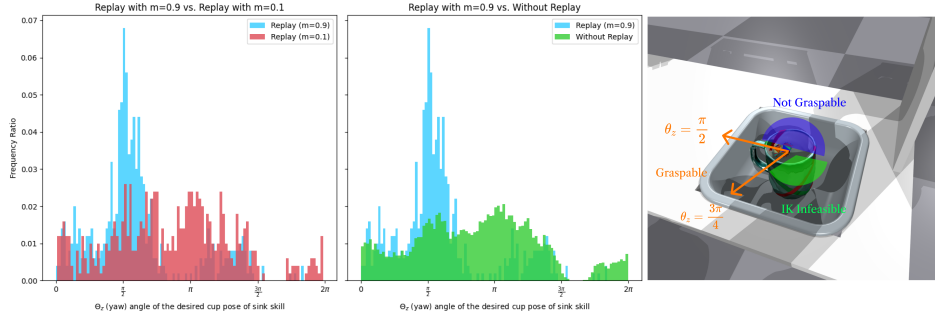 Replay with m=0.9 vs. Replay with m=0.1
Replay (m=0.9)
Replay (m=0.1)
Frequency Ratio
0.07
0.06
0.05
0.04
0.03
0.02
0.01
0.00
0
π/2
π
3π/2
2π
Θz (yaw) angle of the desired cup pose of sink skill
Replay with m=0.9 vs. Without Replay
Replay (m=0.9)
Without Replay
0
π/2
π
3π/2
2π
Θz (yaw) angle of the desired cup pose of sink skill
Not Graspable
θz = π/2
Graspable
θz = 3π/4
IK Infeasible